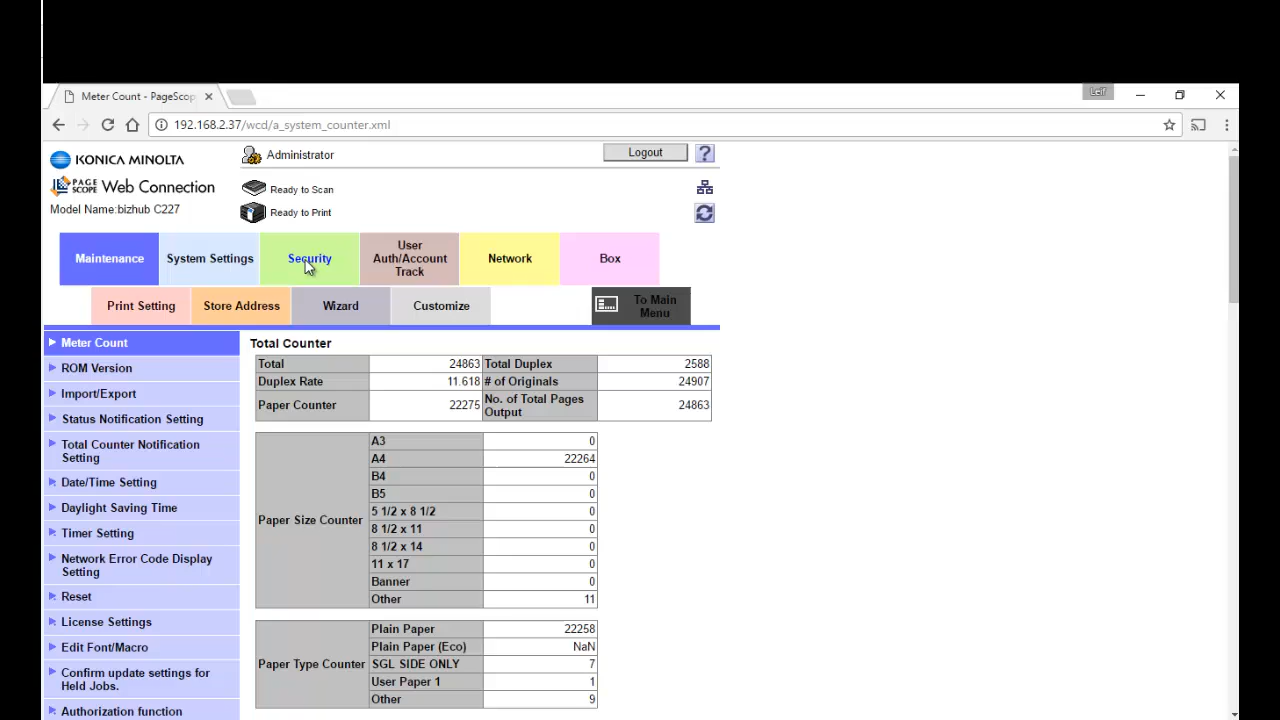 Meter Count - PageScop
Leif
192.168.2.37/wcd/a_system_counter.xml
KONICA MINOLTA
Administrator
Logout
?
PAGE SCOPE Web Connection
Ready to Scan
Model Name:bizhub C227
Ready to Print
Maintenance
System Settings
Security
User
Auth/Account
Track
Network
Box
Print Setting
Store Address
Wizard
Customize
To Main
Menu
Meter Count
ROM Version
Import/Export
Status Notification Setting
Total Counter Notification
Setting
Date/Time Setting
Daylight Saving Time
Timer Setting
Network Error Code Display
Setting
Reset
License Settings
Edit Font/Macro
Confirm update settings for
Held Jobs.
Authorization function
Total Counter
Total 24863 Total Duplex 2588
Duplex Rate 11.618 # of Originals 24907
Paper Counter 22275 No. of Total Pages
Output 24863
Paper Size Counter
A3 0
A4 22264
B4 0
B5 0
5 1/2 x 8 1/2 0
8 1/2 x 11 0
8 1/2 x 14 0
11 x 17 0
Banner 0
Other 11
Paper Type Counter
Plain Paper 22258
Plain Paper (Eco) NaN
SGL SIDE ONLY 7
User Paper 1 1
Other 9